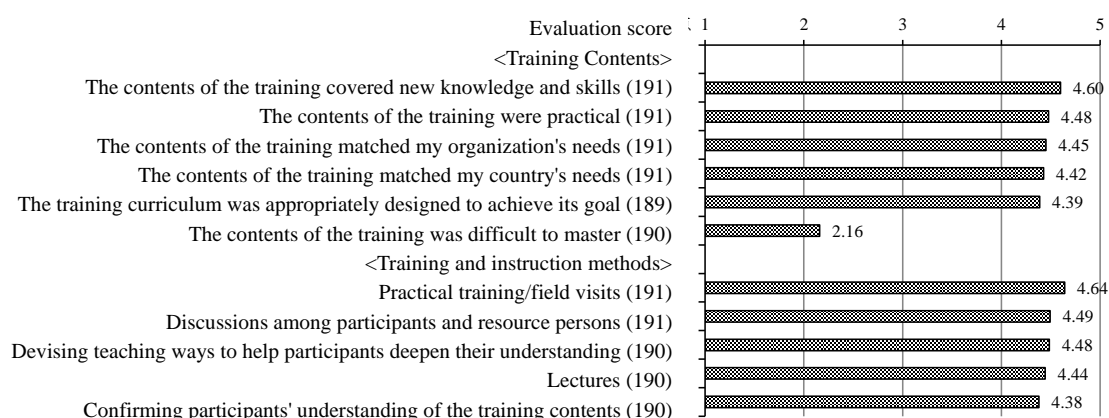 Evaluation score 1 2 3 4 5
<Training Contents>
The contents of the training covered new knowledge and skills (191) 4.60
The contents of the training were practical (191) 4.48
The contents of the training matched my organization's needs (191) 4.45
The contents of the training matched my country's needs (191) 4.42
The training curriculum was appropriately designed to achieve its goal (189) 4.39
The contents of the training was difficult to master (190) 2.16
<Training and instruction methods>
Practical training/field visits (191) 4.64
Discussions among participants and resource persons (191) 4.49
Devising teaching ways to help participants deepen their understanding (190) 4.48
Lectures (190) 4.44
Confirming participants' understanding of the training contents (190) 4.38